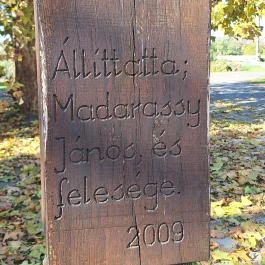 Állíttatta;
Madarassy
János, és
felesége.
2009